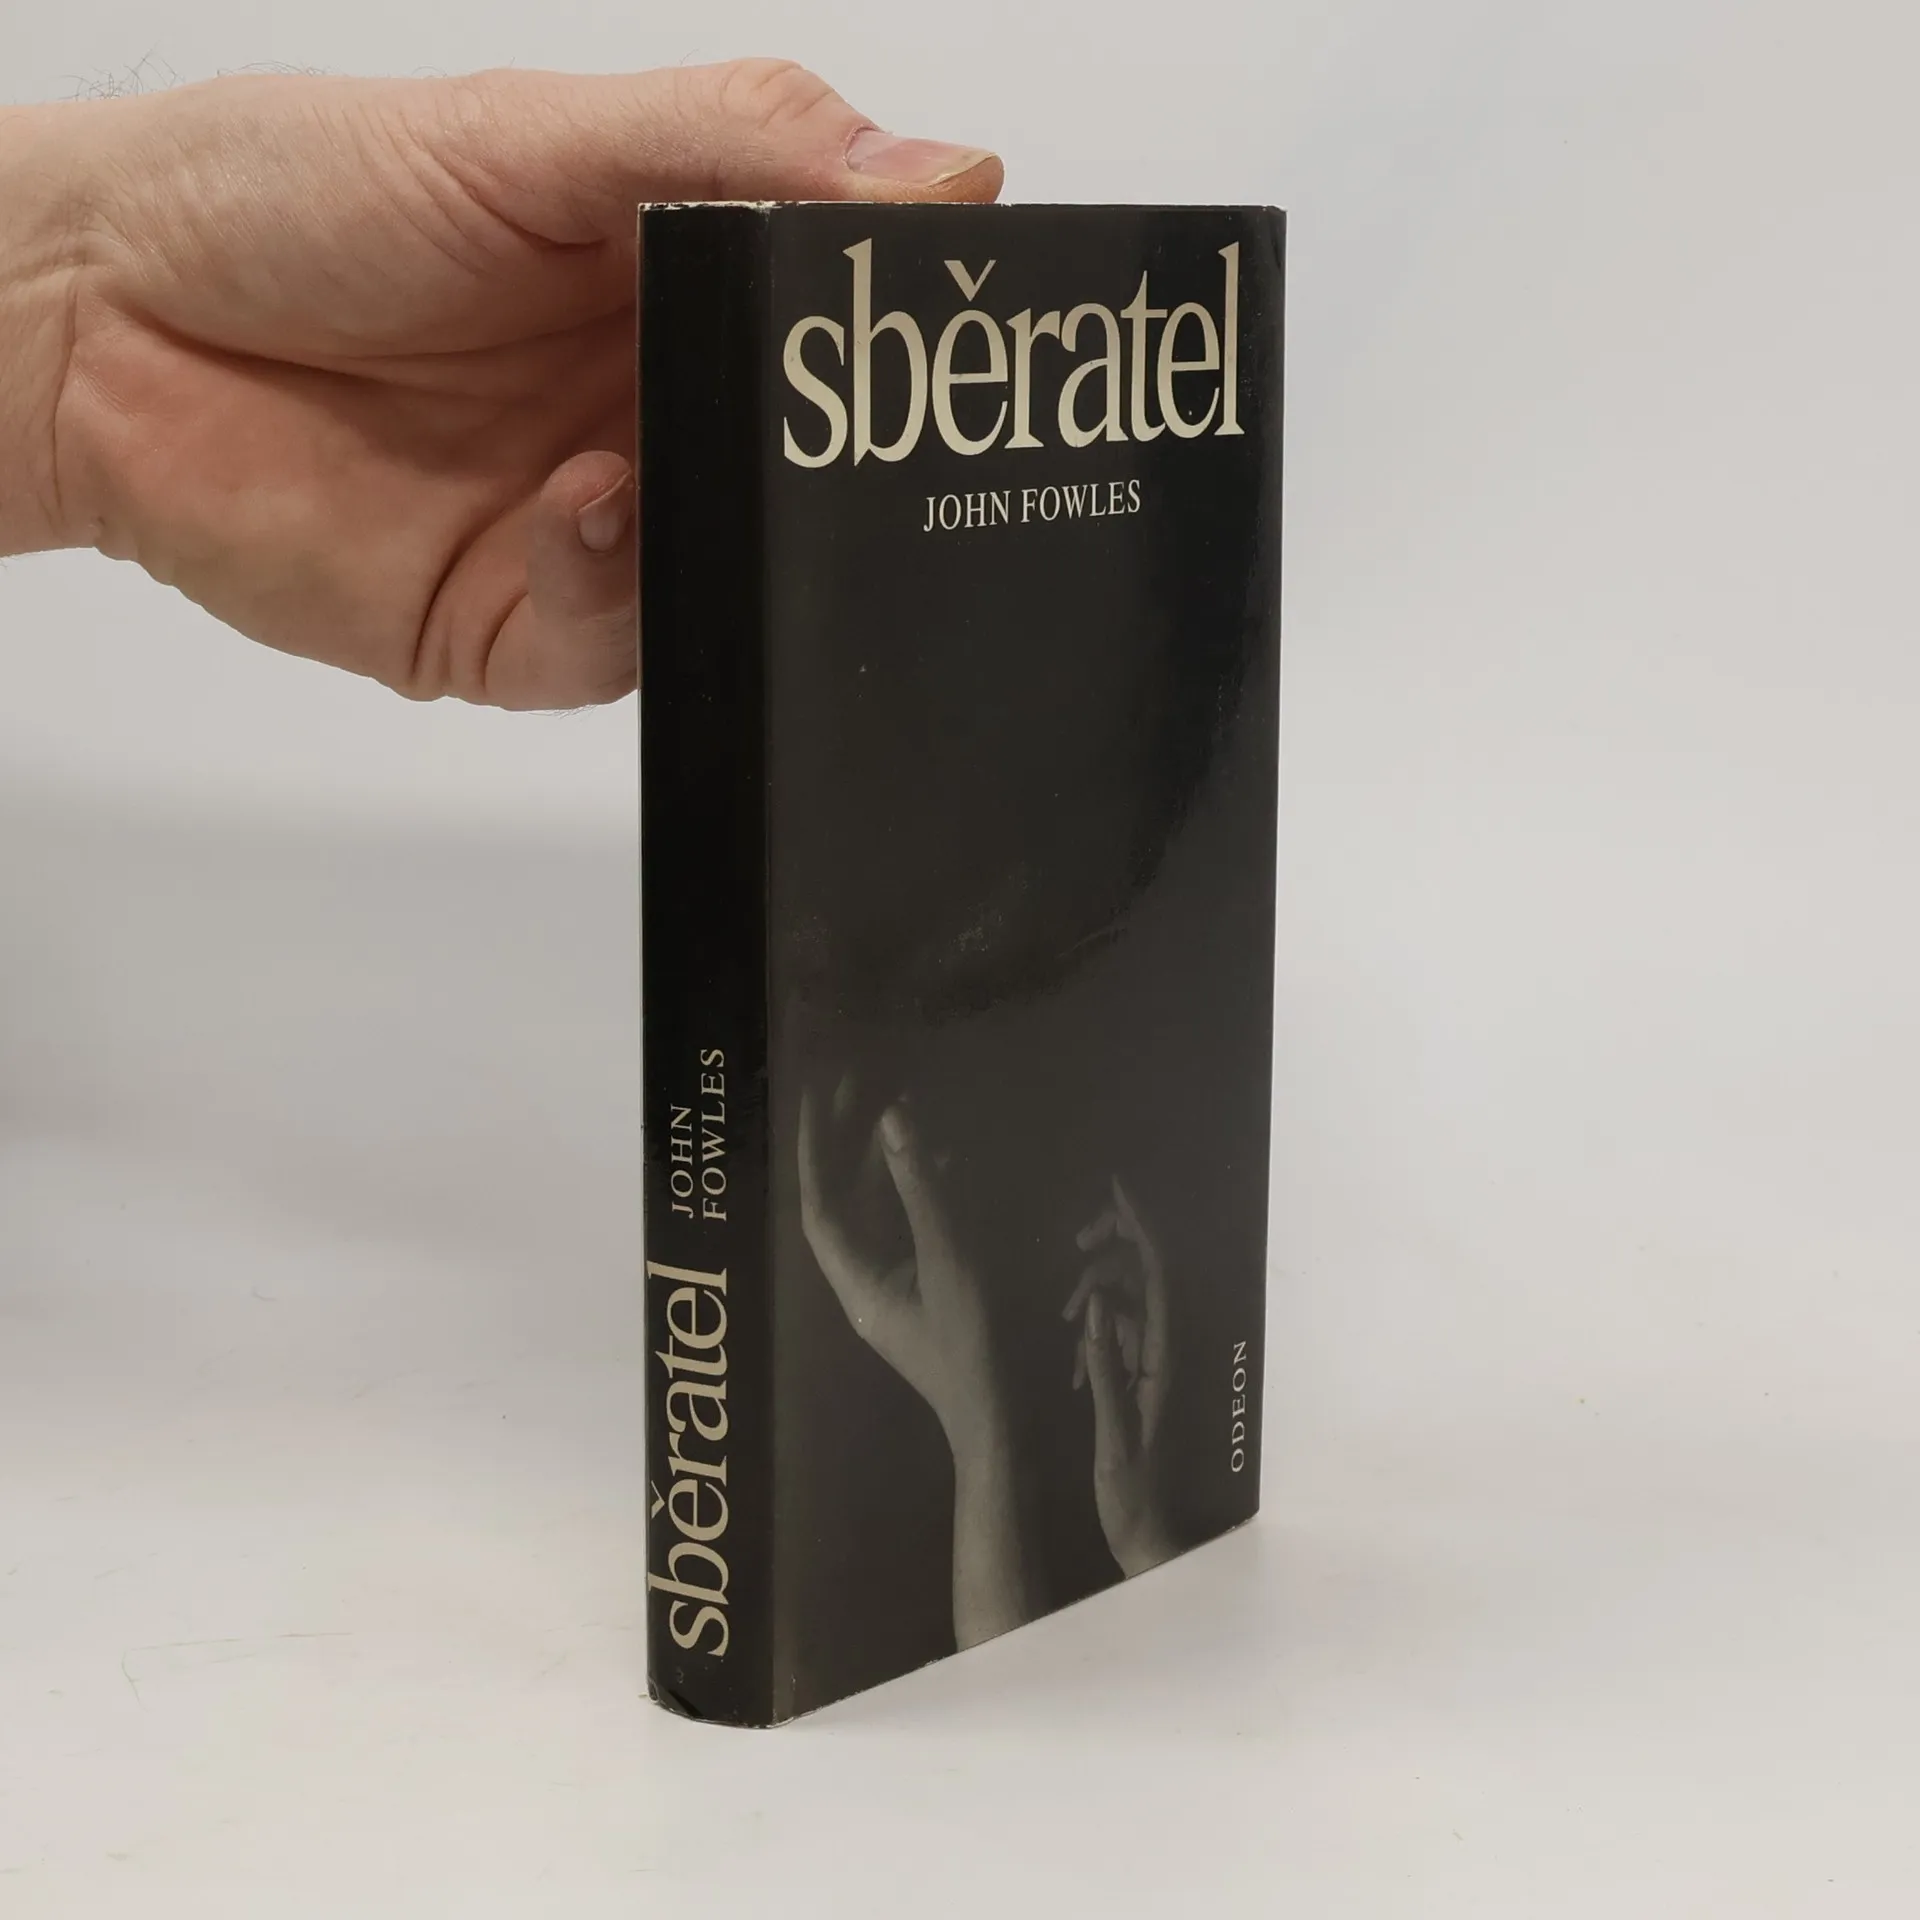 sběratel
JOHN FOWLES
ODEON
sběratel
JOHN
FOWLES